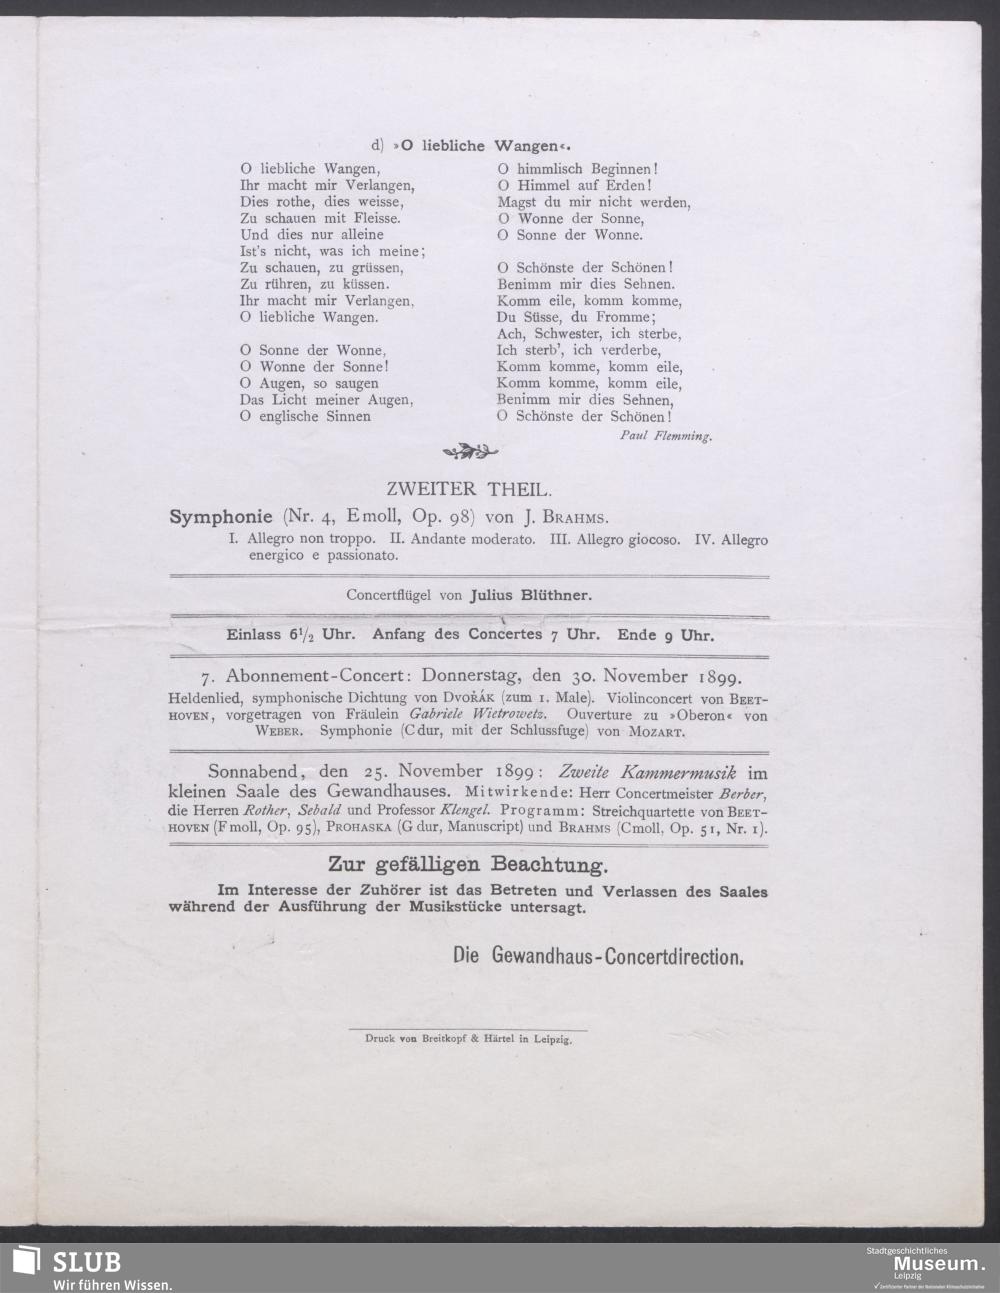 d) »O liebliche Wangen«.
O liebliche Wangen,
Ihr macht mir Verlangen,
Dies rothe, dies weisse,
Zu schauen mit Fleisse.
Und dies nur alleine
Ist's nicht, was ich meine;
Zu schauen, zu grüssen,
Zu rühren, zu küssen.
Ihr macht mir Verlangen,
O liebliche Wangen.
O Sonne der Wonne,
O Wonne der Sonne!
O Augen, so saugen
Das Licht meiner Augen,
O englische Sinnen
O himmlisch Beginnen!
O Himmel auf Erden!
Magst du mir nicht werden,
O Wonne der Sonne,
O Sonne der Wonne.
O Schönste der Schönen!
Benimm mir dies Sehnen.
Komm eile, komm komme,
Du Süsse, du Fromme;
Ach, Schwester, ich sterbe,
Ich sterb', ich verderbe,
Komm komme, komm eile,
Komm komme, komm eile,
Benimm mir dies Sehnen,
O Schönste der Schönen!
Paul Flemming.
ZWEITER THEIL.
Symphonie (Nr. 4, Emoll, Op. 98) von J. BRAHMS.
I. Allegro non troppo. II. Andante moderato. III. Allegro giocoso. IV. Allegro
energico e passionato.
Concertflügel von Julius Blüthner.
Einlass 6½ Uhr. Anfang des Concertes 7 Uhr. Ende 9 Uhr.
7. Abonnement-Concert: Donnerstag, den 30. November 1899.
Heldenlied, symphonische Dichtung von DVOŘÁK (zum 1. Male). Violinconcert von BEET-
HOVEN, vorgetragen von Fräulein Gabriele Wietrowetz. Ouverture zu »Oberon« von
WEBER. Symphonie (Cdur, mit der Schlussfuge) von MOZART.
Sonnabend, den 25. November 1899: Zweite Kammermusik im
kleinen Saale des Gewandhauses. Mitwirkende: Herr Concertmeister Berber,
die Herren Rother, Sebald und Professor Klengel. Programm: Streichquartette von BEET-
HOVEN (Fmoll, Op. 95), PROHASKA (G dur, Manuscript) und BRAHMS (Cmoll, Op. 51, Nr. 1).
Zur gefälligen Beachtung.
Im Interesse der Zuhörer ist das Betreten und Verlassen des Saales
während der Ausführung der Musikstücke untersagt.
Die Gewandhaus-Concertdirection.
Druck von Breitkopf & Härtel in Leipzig.
SLUB
Wir führen Wissen.
Stadtgeschichtliches
Museum.
Leipzig
Zertifizierter Partner der Nationalen Klimaschutzinitiative